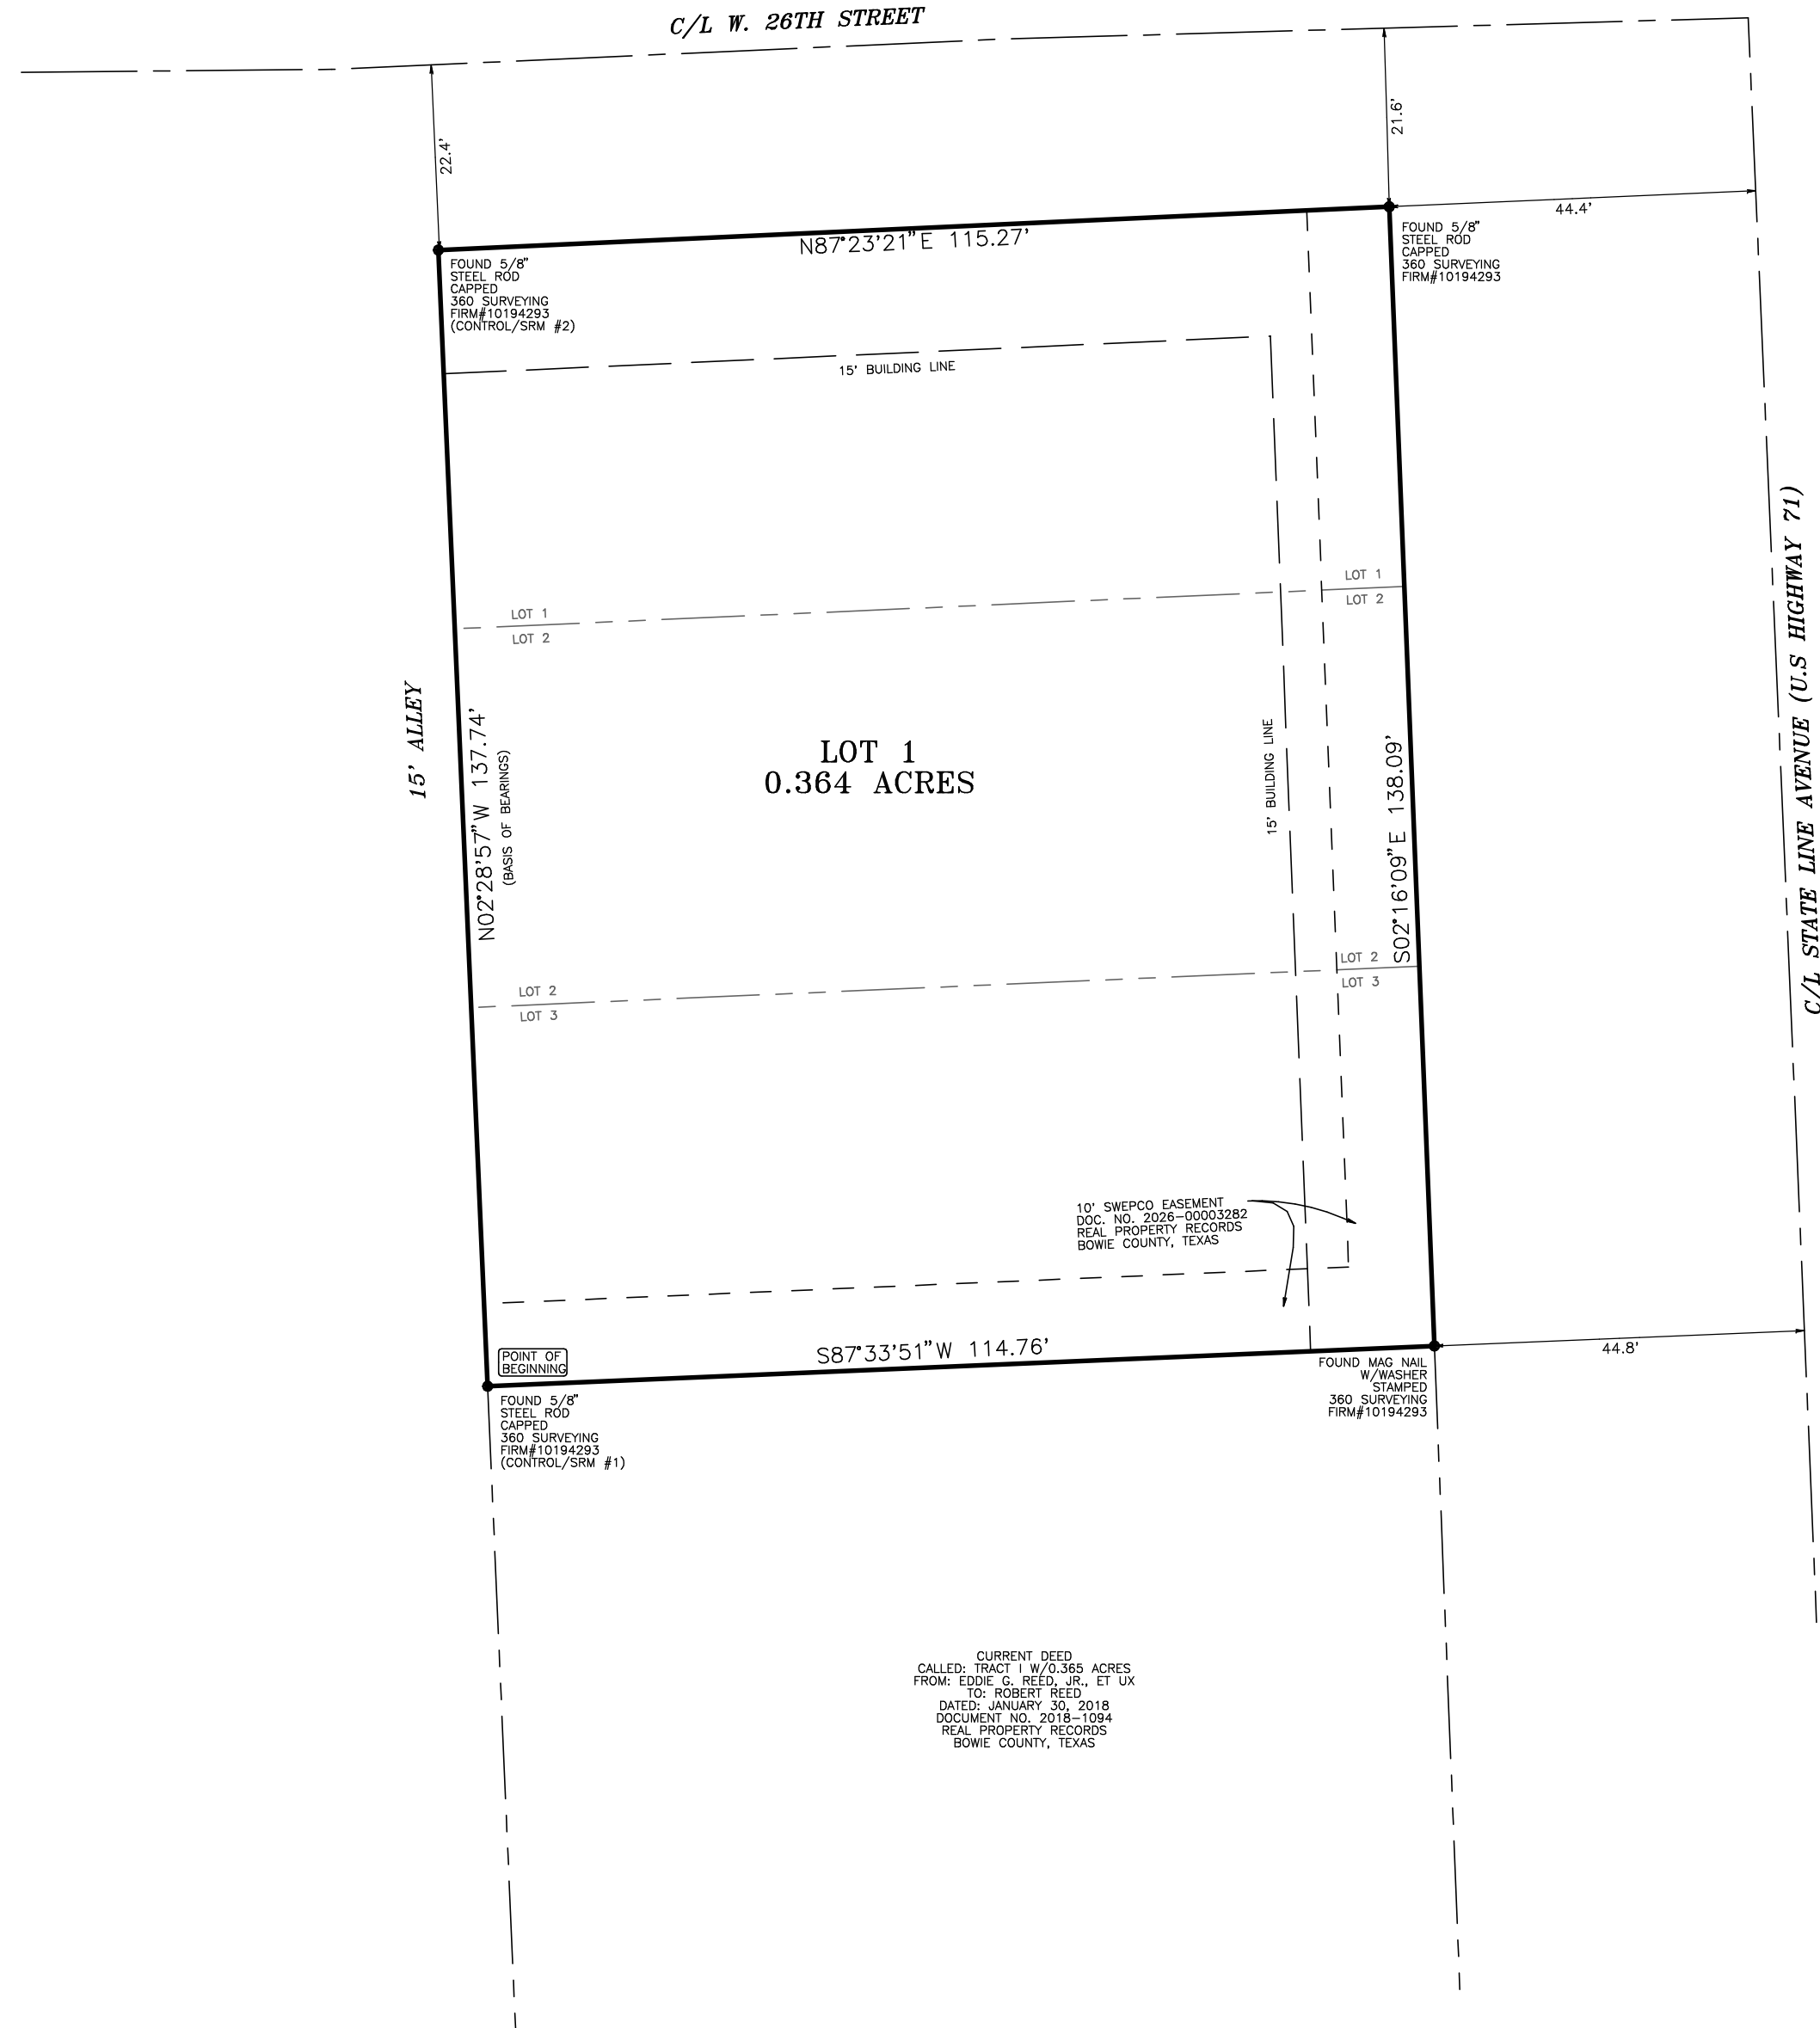 C/L W. 26TH STREET
22.4'
21.6'
44.4'
N87°23'21"E 115.27'
FOUND 5/8"
STEEL ROD
CAPPED
360 SURVEYING
FIRM#10194293
(CONTROL/SRM #2)
FOUND 5/8"
STEEL ROD
CAPPED
360 SURVEYING
FIRM#10194293
15' BUILDING LINE
LOT 1
LOT 2
LOT 1
LOT 2
15' ALLEY
N02°28'57"W 137.74'
(BASIS OF BEARINGS)
LOT 1
0.364 ACRES
15' BUILDING LINE
S02°16'09"E 138.09'
C/L STATE LINE AVENUE (U.S HIGHWAY 71)
LOT 2
LOT 3
LOT 2
LOT 3
10' SWEPCO EASEMENT
DOC. NO. 2026-00003282
REAL PROPERTY RECORDS
BOWIE COUNTY, TEXAS
POINT OF
BEGINNING
S87°33'51"W 114.76'
44.8'
FOUND 5/8"
STEEL ROD
CAPPED
360 SURVEYING
FIRM#10194293
(CONTROL/SRM #1)
FOUND MAG NAIL
W/WASHER
STAMPED
360 SURVEYING
FIRM#10194293
CURRENT DEED
CALLED: TRACT I W/0.365 ACRES
FROM: EDDIE G. REED, JR., ET UX
TO: ROBERT REED
DATED: JANUARY 30, 2018
DOCUMENT NO. 2018-1094
REAL PROPERTY RECORDS
BOWIE COUNTY, TEXAS